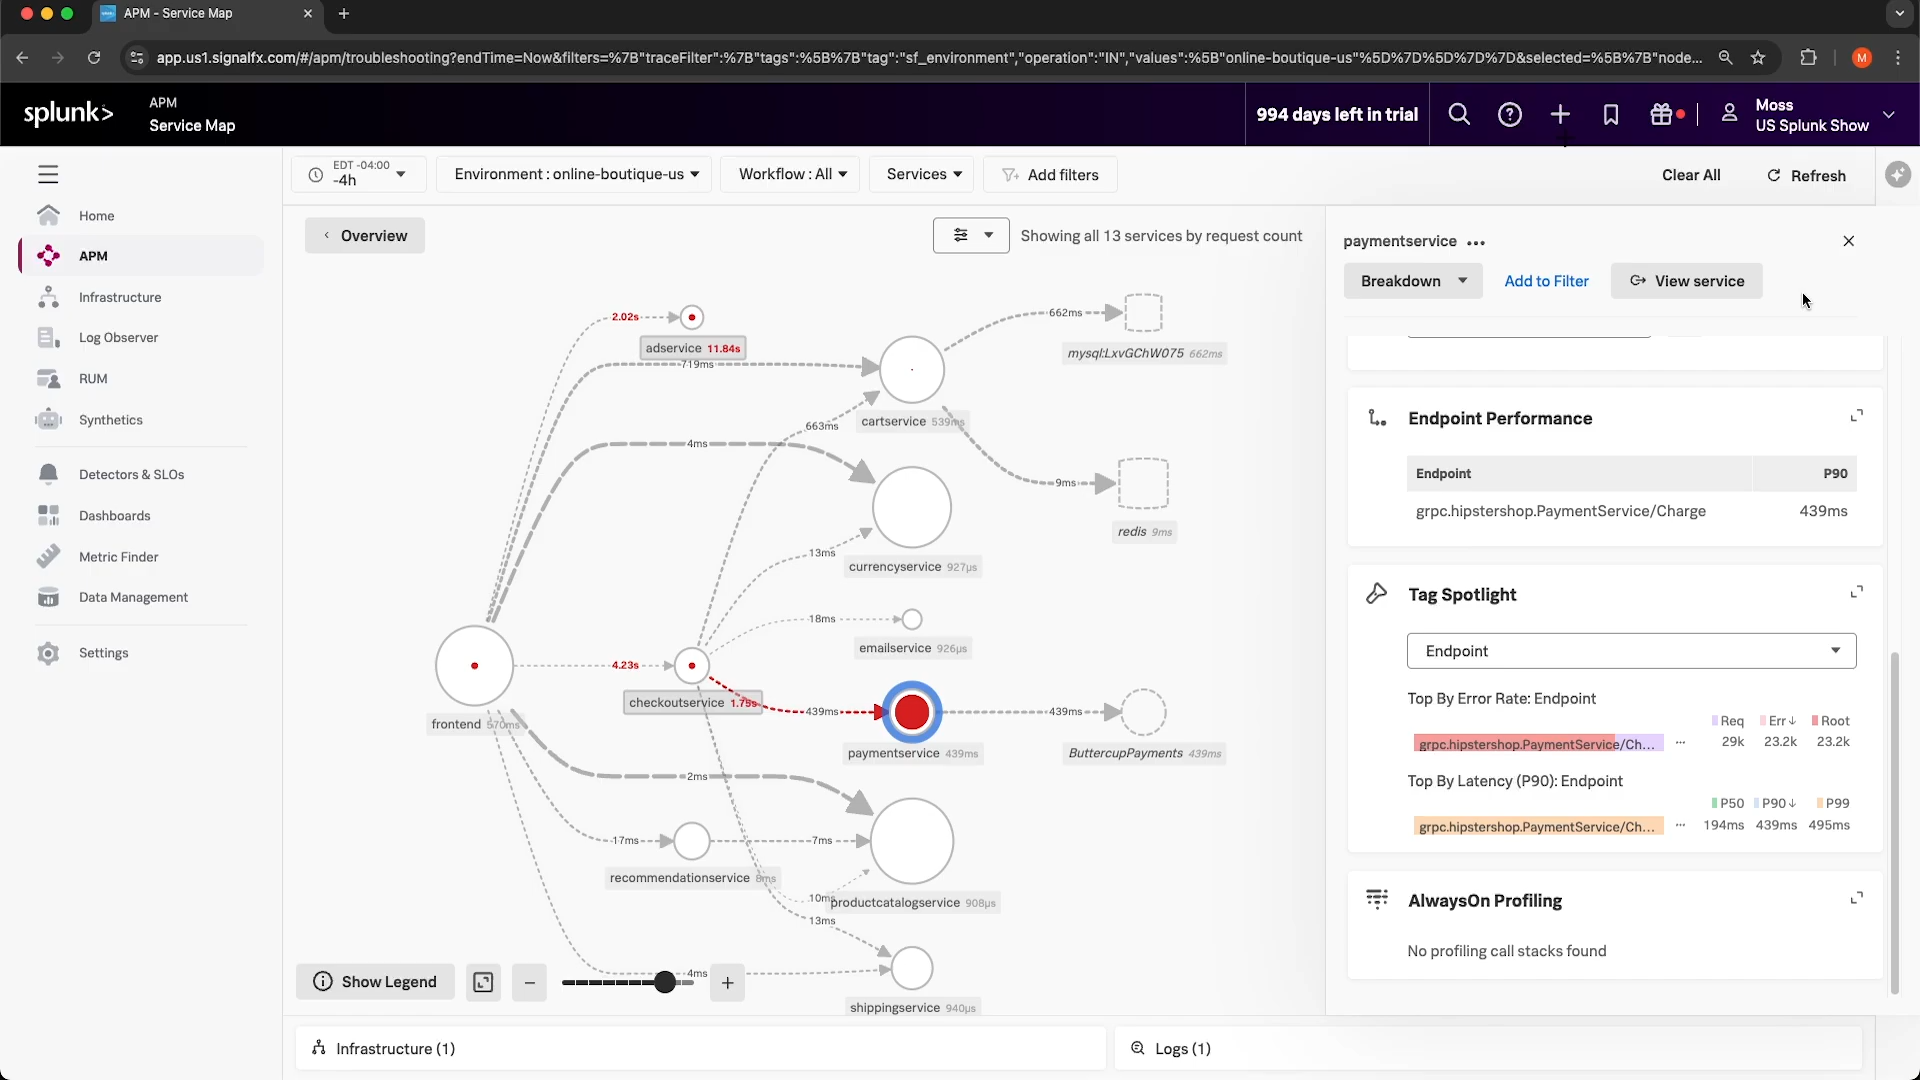 APM - Service Map
app.us1.signalfx.com/#/apm/troubleshooting?endTime=Now&filters=%7B"traceFilter":%7B"tags":%5B%7B"tag":"sf_environment","operation":"IN","values":%5B"online-boutique-us"%5D%7D%5D%7D%7D&selected=%5B%7B"node...
M
splunk>
APM
Service Map
994 days left in trial
Moss
US Splunk Show
Home
APM
Infrastructure
Log Observer
RUM
Synthetics
Detectors & SLOs
Dashboards
Metric Finder
Data Management
Settings
EDT -04:00
-4h
Environment : online-boutique-us
Workflow : All
Services
Add filters
Clear All
Refresh
Overview
Showing all 13 services by request count
2.02s
adservice 11.84s
719ms
662ms
mysql:LxvGChW075 662ms
663ms
cartservice 539ms
4ms
9ms
redis 9ms
13ms
currencyservice 927µs
18ms
emailservice 926µs
4.23s
frontend 570ms
checkoutservice 1.75s
439ms
439ms
paymentservice 439ms
ButtercupPayments 439ms
2ms
17ms
7ms
recommendationservice 8ms
10ms
productcatalogservice 908µs
13ms
4ms
shippingservice 940µs
Show Legend
Infrastructure (1)
Logs (1)
paymentservice
Breakdown
Add to Filter
View service
Endpoint Performance
Endpoint P90
grpc.hipstershop.PaymentService/Charge 439ms
Tag Spotlight
Endpoint
Top By Error Rate: Endpoint
Req Err↓ Root
grpc.hipstershop.PaymentService/Ch... ··· 29k 23.2k 23.2k
Top By Latency (P90): Endpoint
P50 P90↓ P99
grpc.hipstershop.PaymentService/Ch... ··· 194ms 439ms 495ms
AlwaysOn Profiling
No profiling call stacks found